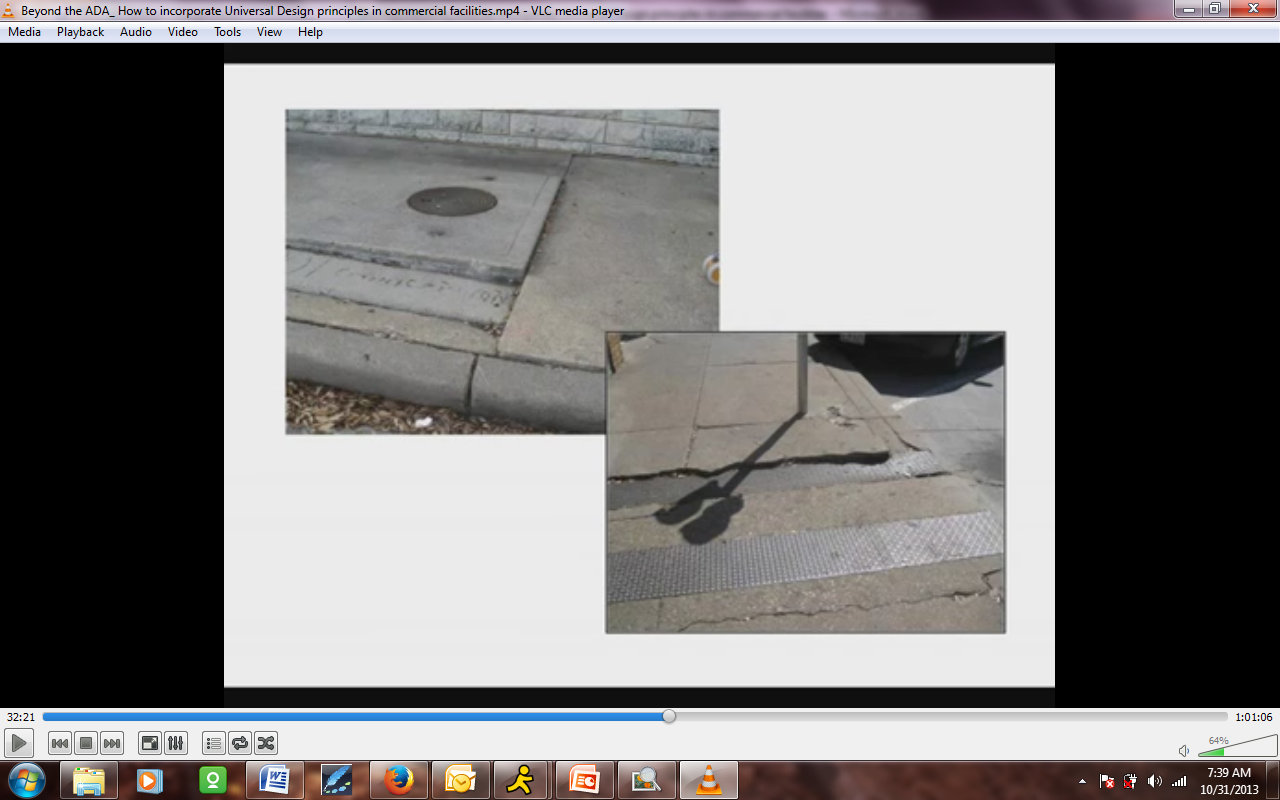 Beyond the ADA_ How to incorporate Universal Design principles in commercial facilities.mp4 - VLC media player
Media Playback Audio Video Tools View Help
32:21
1:01:06
64%
7:39 AM
10/31/2013